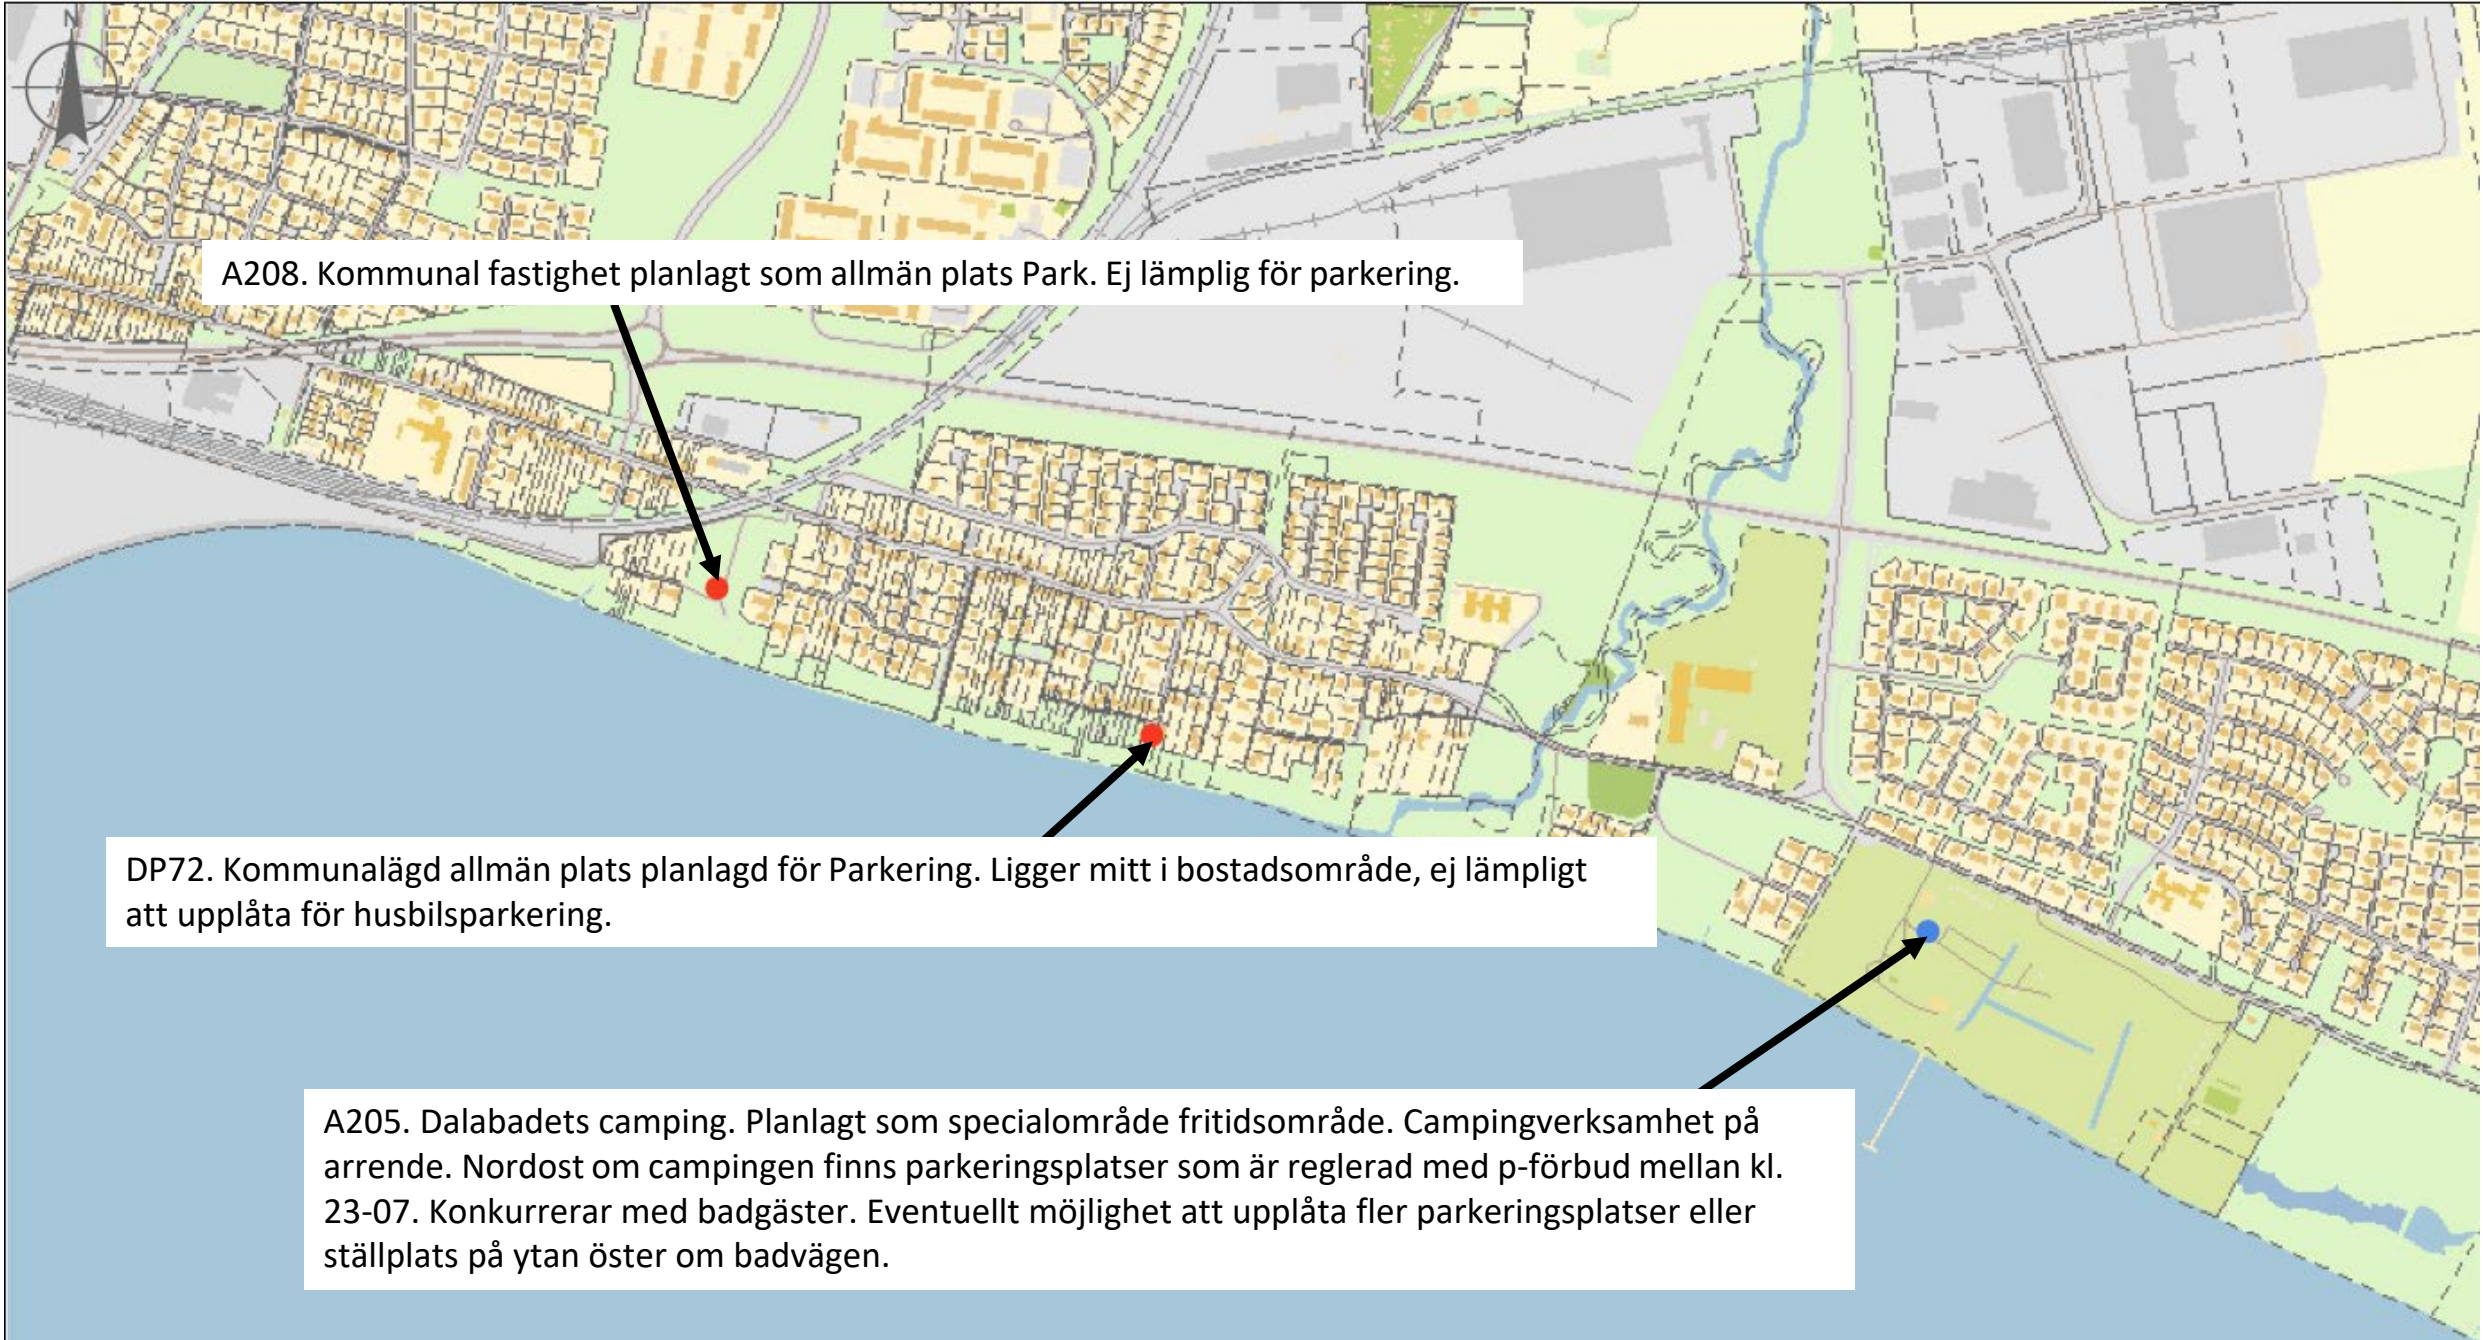 N
A208. Kommunal fastighet planlagt som allmän plats Park. Ej lämplig för parkering.
DP72. Kommunalägd allmän plats planlagd för Parkering. Ligger mitt i bostadsområde, ej lämpligt
att upplåta för husbilsparkering.
A205. Dalabadets camping. Planlagt som specialområde fritidsområde. Campingverksamhet på
arrende. Nordost om campingen finns parkeringsplatser som är reglerad med p-förbud mellan kl.
23-07. Konkurrerar med badgäster. Eventuellt möjlighet att upplåta fler parkeringsplatser eller
ställplats på ytan öster om badvägen.